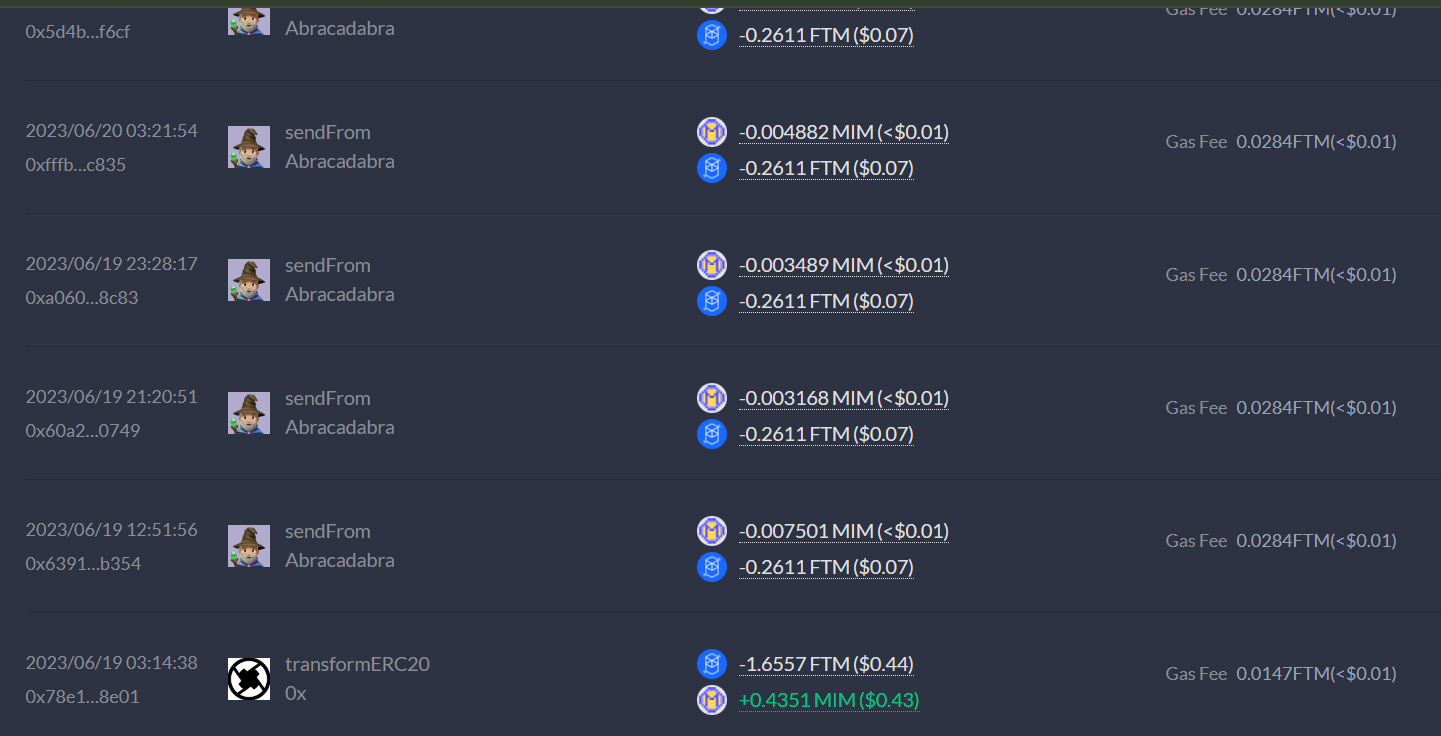 Gas Fee 0.0284FTM(<$0.01)
0x5d4b...f6cf
Abracadabra
-0.2611 FTM ($0.07)
2023/06/20 03:21:54
0xfffb...c835
sendFrom
Abracadabra
-0.004882 MIM (<$0.01)
-0.2611 FTM ($0.07)
Gas Fee 0.0284FTM(<$0.01)
2023/06/19 23:28:17
0xa060...8c83
sendFrom
Abracadabra
-0.003489 MIM (<$0.01)
-0.2611 FTM ($0.07)
Gas Fee 0.0284FTM(<$0.01)
2023/06/19 21:20:51
0x60a2...0749
sendFrom
Abracadabra
-0.003168 MIM (<$0.01)
-0.2611 FTM ($0.07)
Gas Fee 0.0284FTM(<$0.01)
2023/06/19 12:51:56
0x6391...b354
sendFrom
Abracadabra
-0.007501 MIM (<$0.01)
-0.2611 FTM ($0.07)
Gas Fee 0.0284FTM(<$0.01)
2023/06/19 03:14:38
0x78e1...8e01
transformERC20
0x
-1.6557 FTM ($0.44)
+0.4351 MIM ($0.43)
Gas Fee 0.0147FTM(<$0.01)